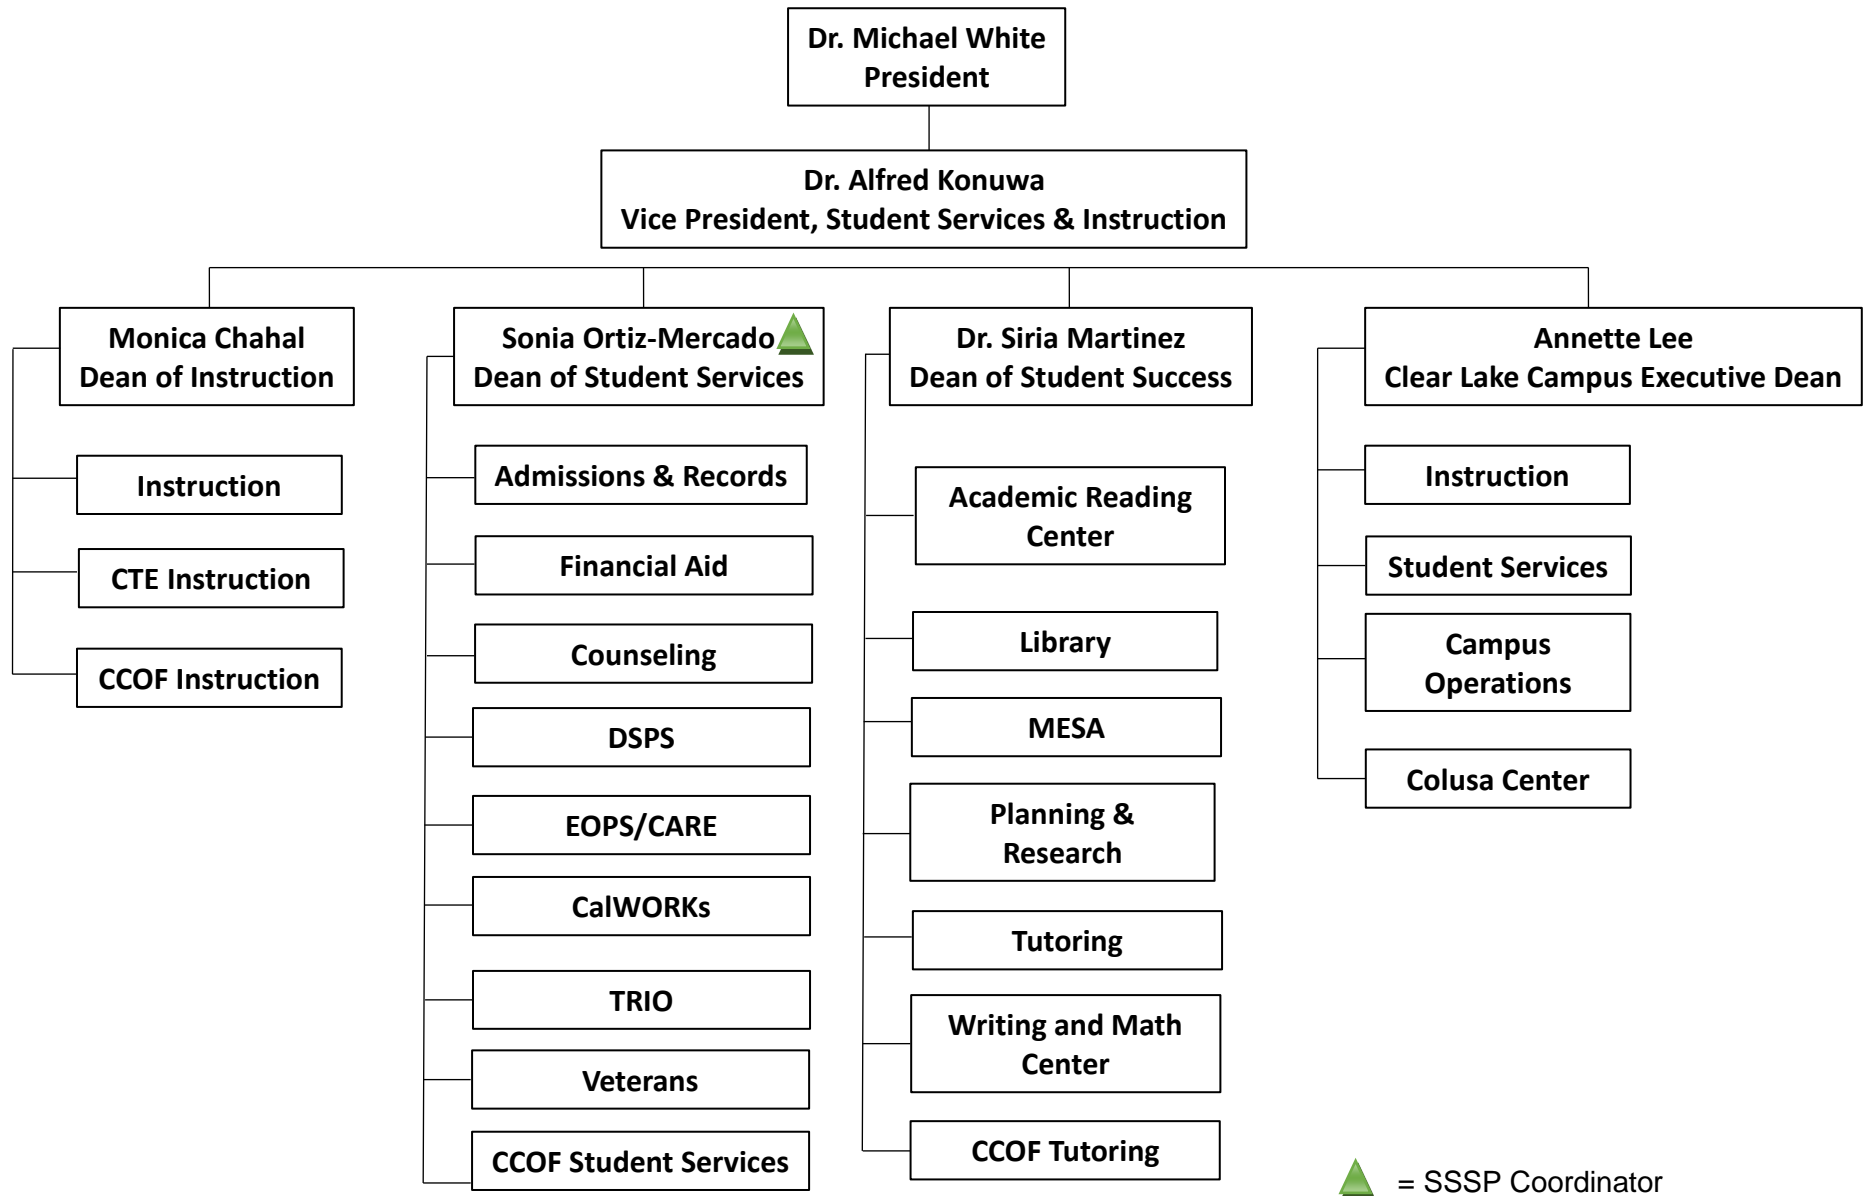 Dr. Michael White
President
Dr. Alfred Konuwa
Vice President, Student Services & Instruction
Monica Chahal
Dean of Instruction
Instruction
CTE Instruction
CCOF Instruction
Sonia Ortiz-Mercado
Dean of Student Services
Admissions & Records
Financial Aid
Counseling
DSPS
EOPS/CARE
CalWORKs
TRIO
Veterans
CCOF Student Services
Dr. Siria Martinez
Dean of Student Success
Academic Reading
Center
Library
MESA
Planning &
Research
Tutoring
Writing and Math
Center
CCOF Tutoring
Annette Lee
Clear Lake Campus Executive Dean
Instruction
Student Services
Campus
Operations
Colusa Center
= SSSP Coordinator